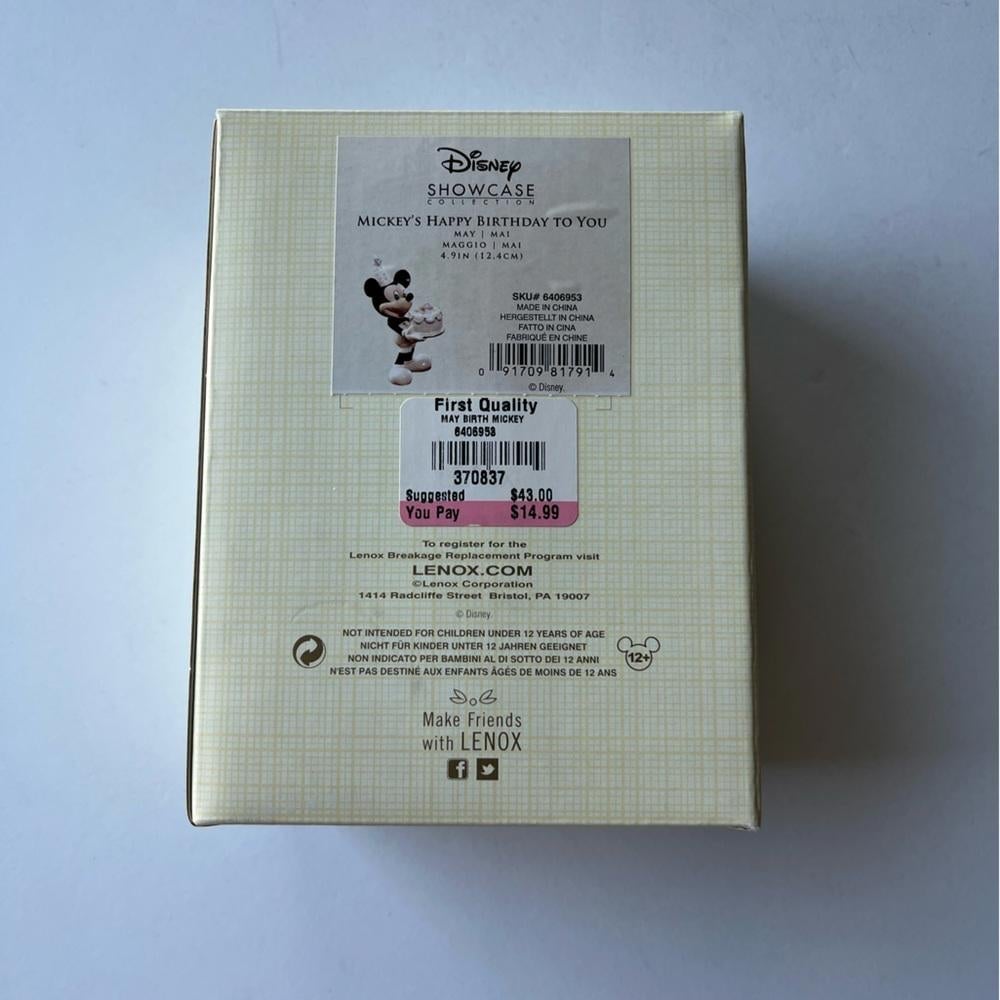 Disney
SHOWCASE
COLLECTION
MICKEY'S HAPPY BIRTHDAY TO YOU
MAY | MAI
MAGGIO | MAI
4.9IN (12.4CM)
SKU# 6406953
MADE IN CHINA
HERGESTELLT IN CHINA
FATTO IN CINA
FABRIQUÉ EN CHINE
0 91709 81791 4
© Disney.
First Quality
MAY BIRTH MICKEY
6406953
370837
Suggested $43.00
You Pay $14.99
To register for the
Lenox Breakage Replacement Program visit
LENOX.COM
©Lenox Corporation
1414 Radcliffe Street Bristol, PA 19007
© Disney.
NOT INTENDED FOR CHILDREN UNDER 12 YEARS OF AGE
NICHT FÜR KINDER UNTER 12 JAHREN GEEIGNET
NON INDICATO PER BAMBINI AL DI SOTTO DEI 12 ANNI
N'EST PAS DESTINÉ AUX ENFANTS ÂGÉS DE MOINS DE 12 ANS
12+
Make Friends
with LENOX